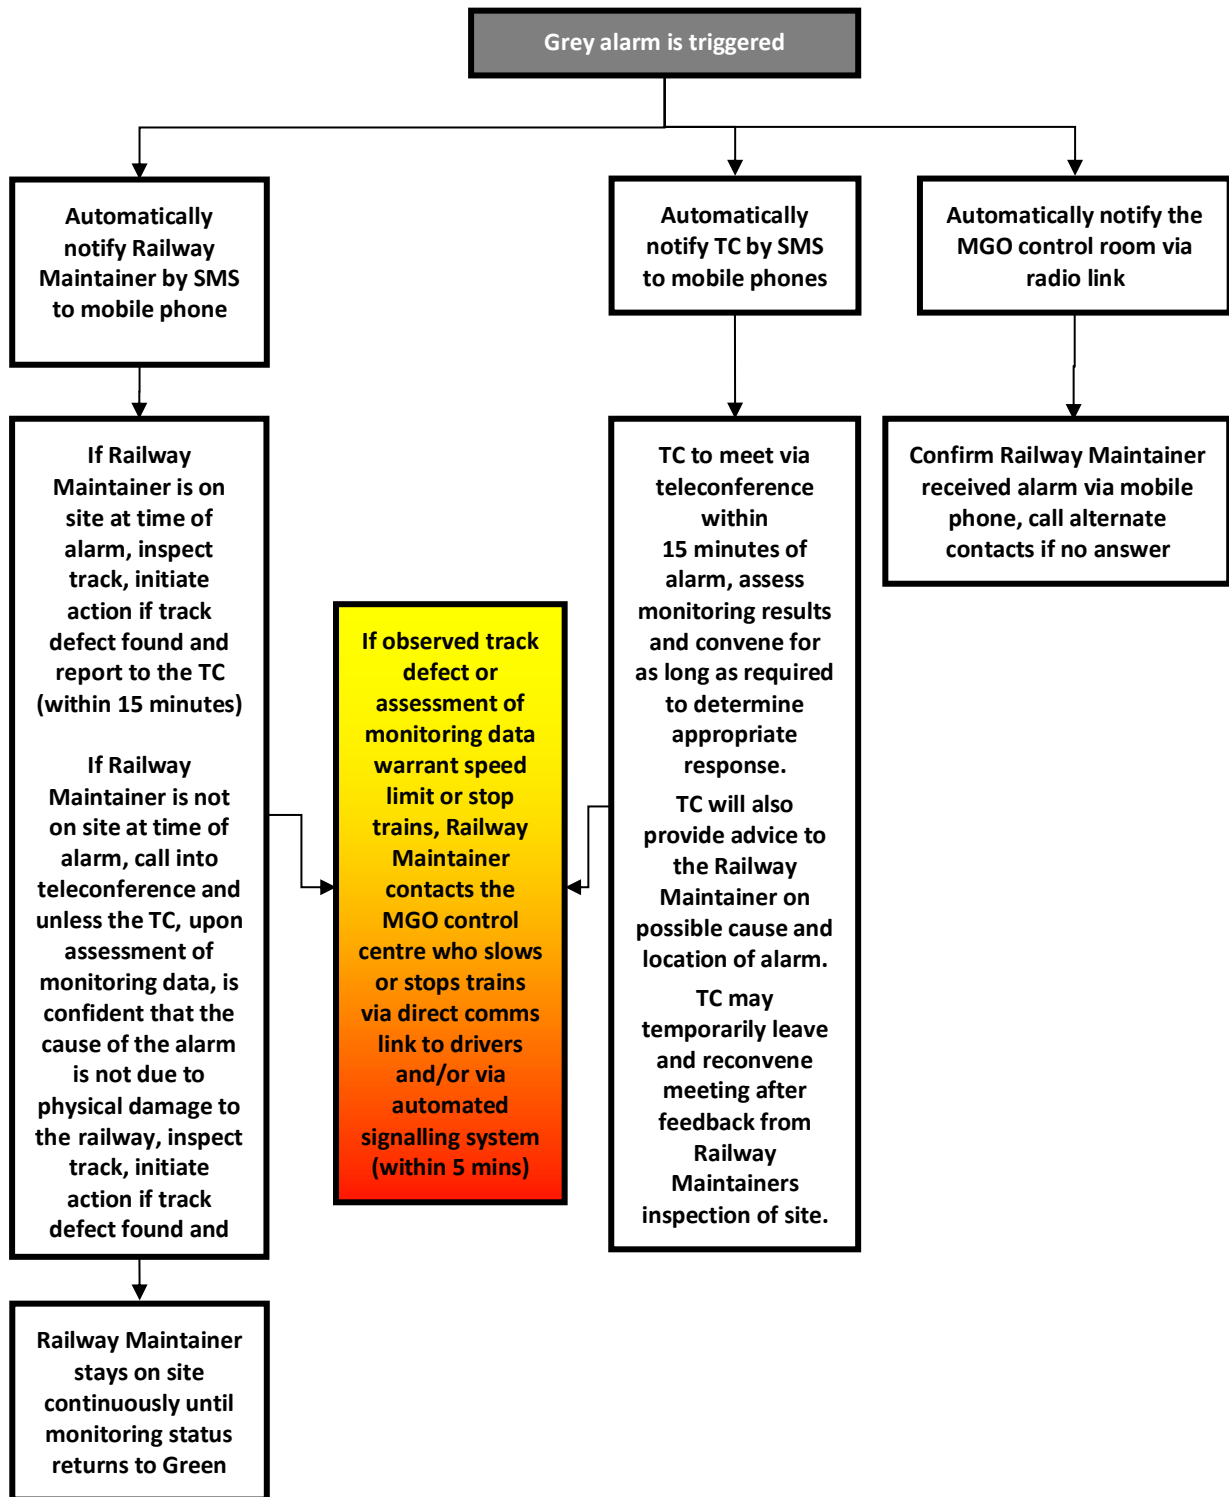 Grey alarm is triggered
Automatically
notify Railway
Maintainer by SMS
to mobile phone
Automatically
notify TC by SMS
to mobile phones
Automatically notify the
MGO control room via
radio link
If Railway
Maintainer is on
site at time of
alarm, inspect
track, initiate
action if track
defect found and
report to the TC
(within 15 minutes)
If Railway
Maintainer is not
on site at time of
alarm, call into
teleconference and
unless the TC, upon
assessment of
monitoring data, is
confident that the
cause of the alarm
is not due to
physical damage to
the railway, inspect
track, initiate
action if track
defect found and
If observed track
defect or
assessment of
monitoring data
warrant speed
limit or stop
trains, Railway
Maintainer
contacts the
MGO control
centre who slows
or stops trains
via direct comms
link to drivers
and/or via
automated
signalling system
(within 5 mins)
TC to meet via
teleconference
within
15 minutes of
alarm, assess
monitoring results
and convene for
as long as required
to determine
appropriate
response.
TC will also
provide advice to
the Railway
Maintainer on
possible cause and
location of alarm.
TC may
temporarily leave
and reconvene
meeting after
feedback from
Railway
Maintainers
inspection of site.
Confirm Railway Maintainer
received alarm via mobile
phone, call alternate
contacts if no answer
Railway Maintainer
stays on site
continuously until
monitoring status
returns to Green